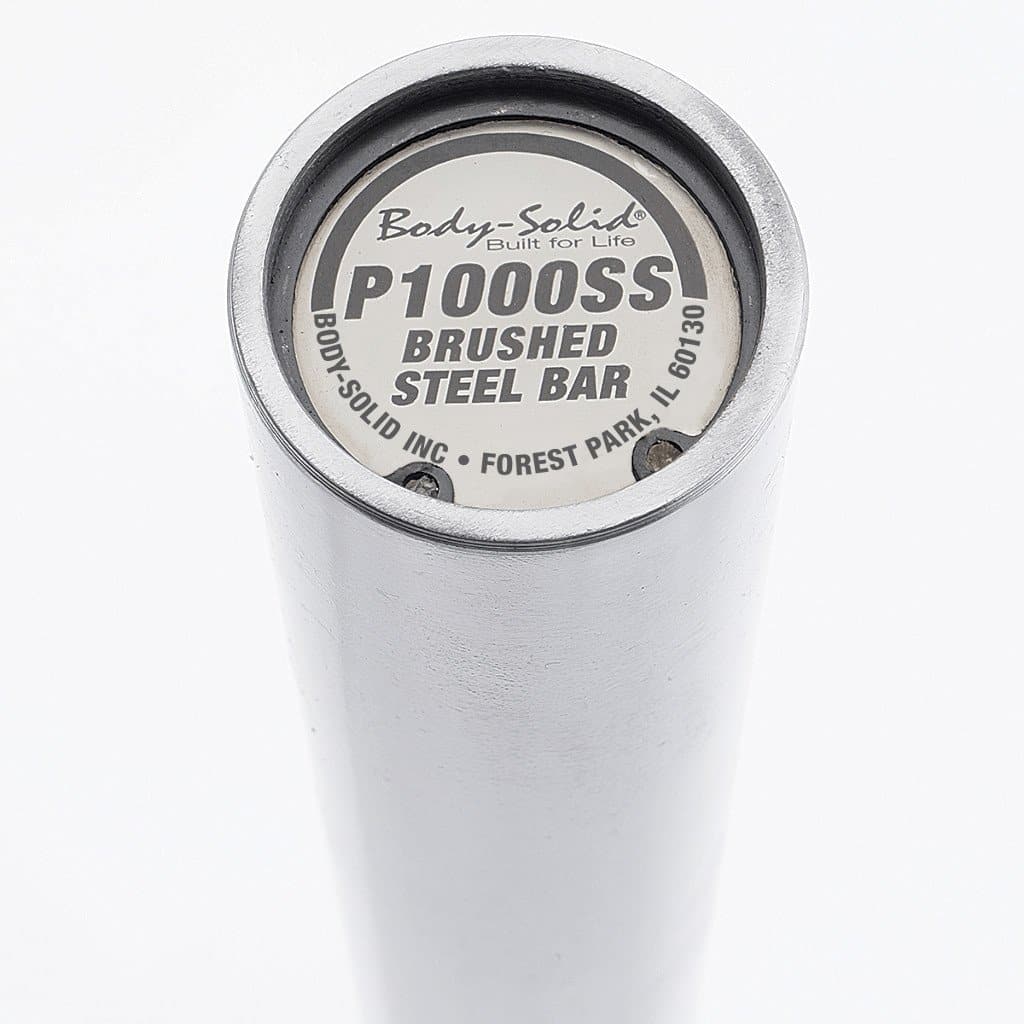 Body-Solid®
Built for Life
P1000SS
BRUSHED
STEEL BAR
BODY-SOLID INC • FOREST PARK, IL 60130